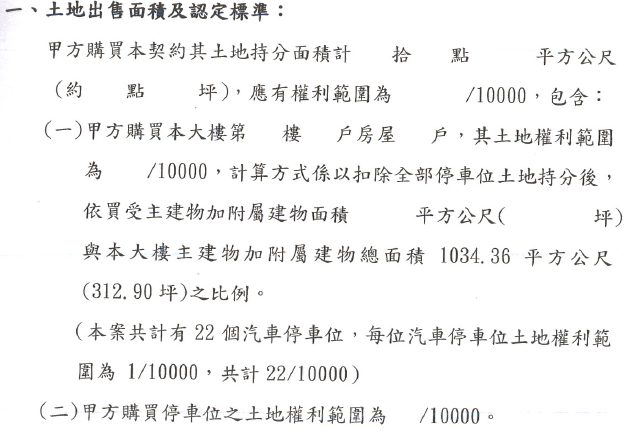 一、土地出售面積及認定標準：
甲方購買本契約其土地持分面積計 拾 點 平方公尺
(約 點 坪)，應有權利範圍為 /10000，包含：
(一)甲方購買本大樓第 樓 戶房屋 戶，其土地權利範圍
為 /10000，計算方式係以扣除全部停車位土地持分後，
依買受主建物加附屬建物面積 平方公尺( 坪)
與本大樓主建物加附屬建物總面積 1034.36 平方公尺
(312.90 坪)之比例。
(本案共計有 22 個汽車停車位，每位汽車停車位土地權利範
圍為 1/10000，共計 22/10000)
(二)甲方購買停車位之土地權利範圍為 /10000。